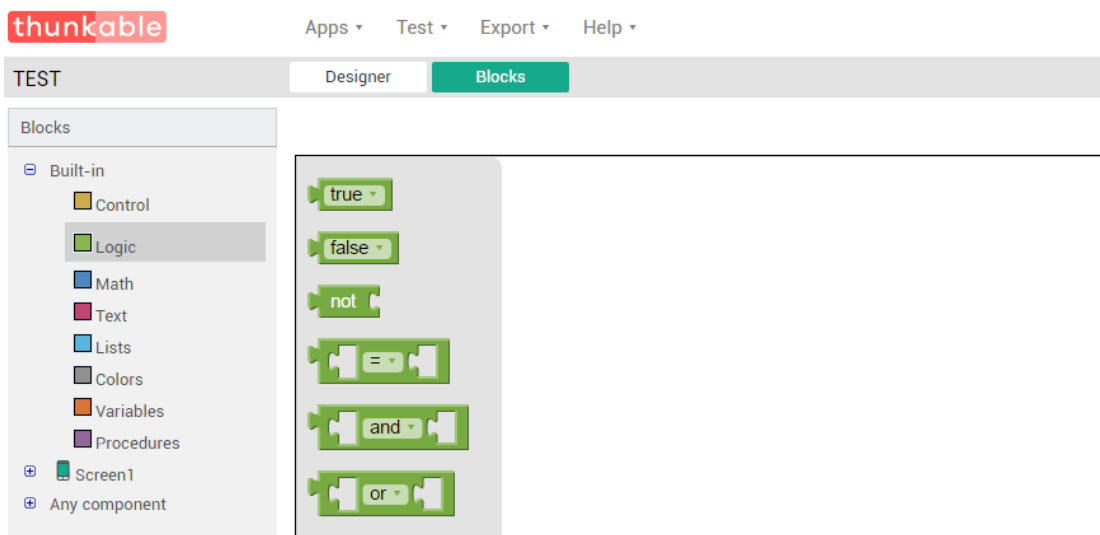 thunkable Apps Test Export Help
TEST Designer Blocks
Blocks
Built-in
Control
Logic
Math
Text
Lists
Colors
Variables
Procedures
Screen1
Any component
true
false
not
=
and
or